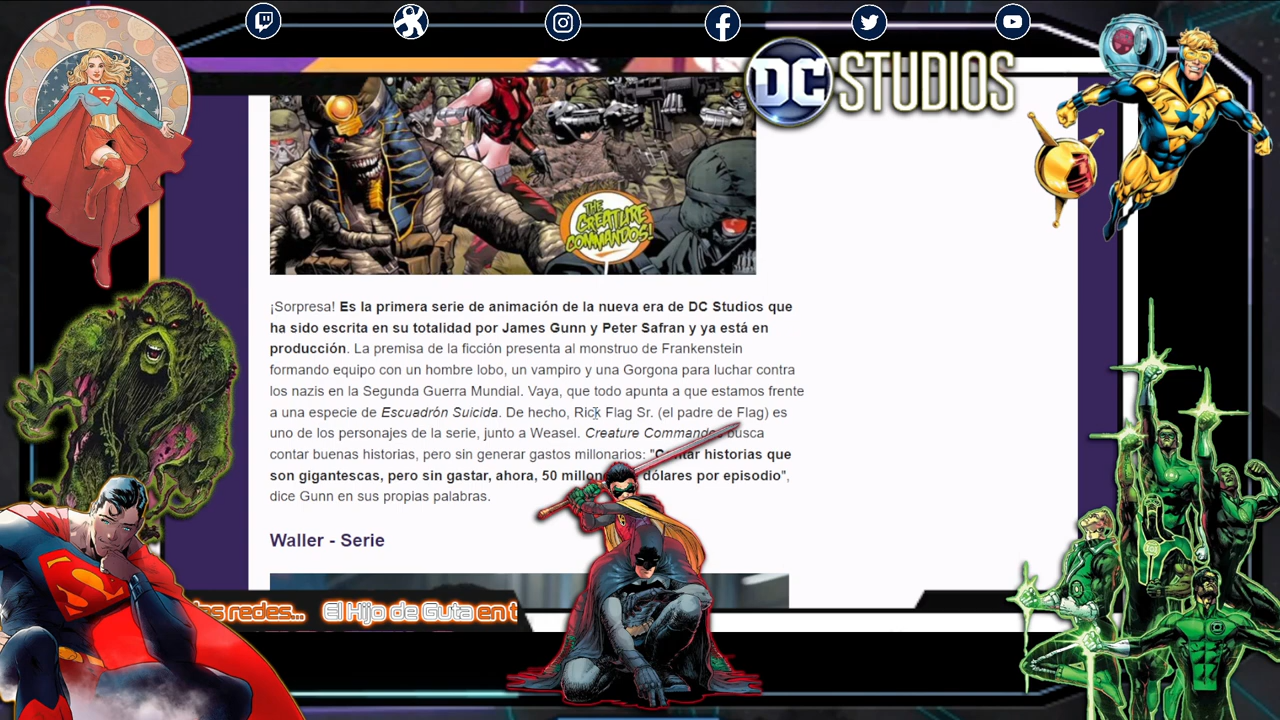 DC STUDIOS
THE
CREATURE
COMMANDOS!
¡Sorpresa! Es la primera serie de animación de la nueva era de DC Studios que
ha sido escrita en su totalidad por James Gunn y Peter Safran y ya está en
producción. La premisa de la ficción presenta al monstruo de Frankenstein
formando equipo con un hombre lobo, un vampiro y una Gorgona para luchar contra
los nazis en la Segunda Guerra Mundial. Vaya, que todo apunta a que estamos frente
a una especie de Escuadrón Suicida. De hecho, Rick Flag Sr. (el padre de Flag) es
uno de los personajes de la serie, junto a Weasel. Creature Commandos busca
contar buenas historias, pero sin generar gastos millonarios: "Contar historias que
son gigantescas, pero sin gastar, ahora, 50 millones de dólares por episodio",
dice Gunn en sus propias palabras.
Waller - Serie
redes... El Hijo de Guta en t